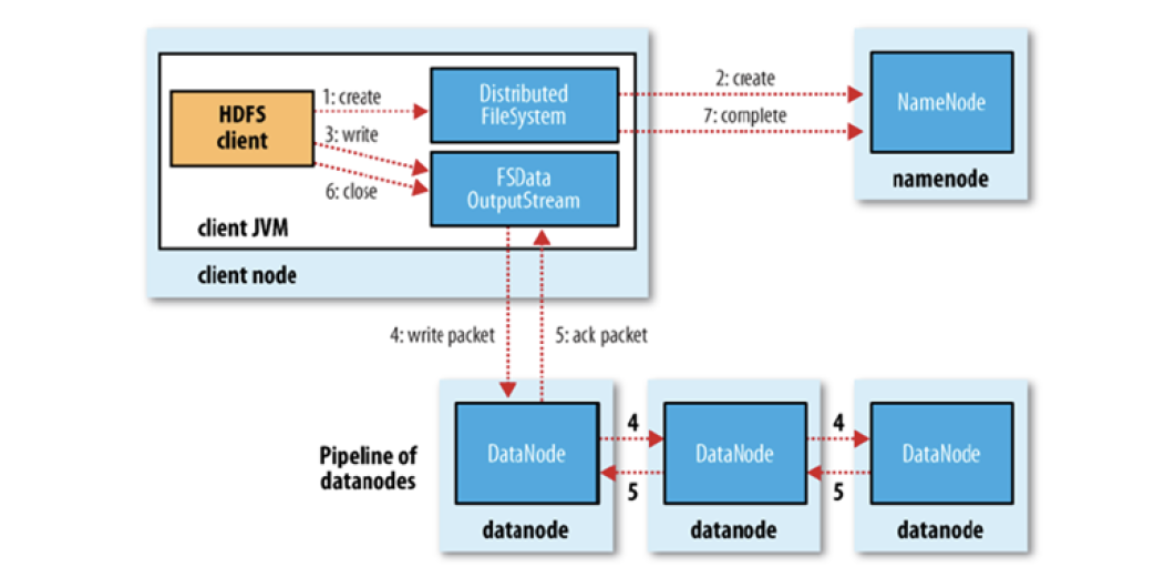 HDFS
client
1: create
3: write
6: close
Distributed
FileSystem
FSData
OutputStream
client JVM
client node
2: create
7: complete
NameNode
namenode
4: write packet
5: ack packet
Pipeline of
datanodes
DataNode
datanode
4
5
DataNode
datanode
4
5
DataNode
datanode